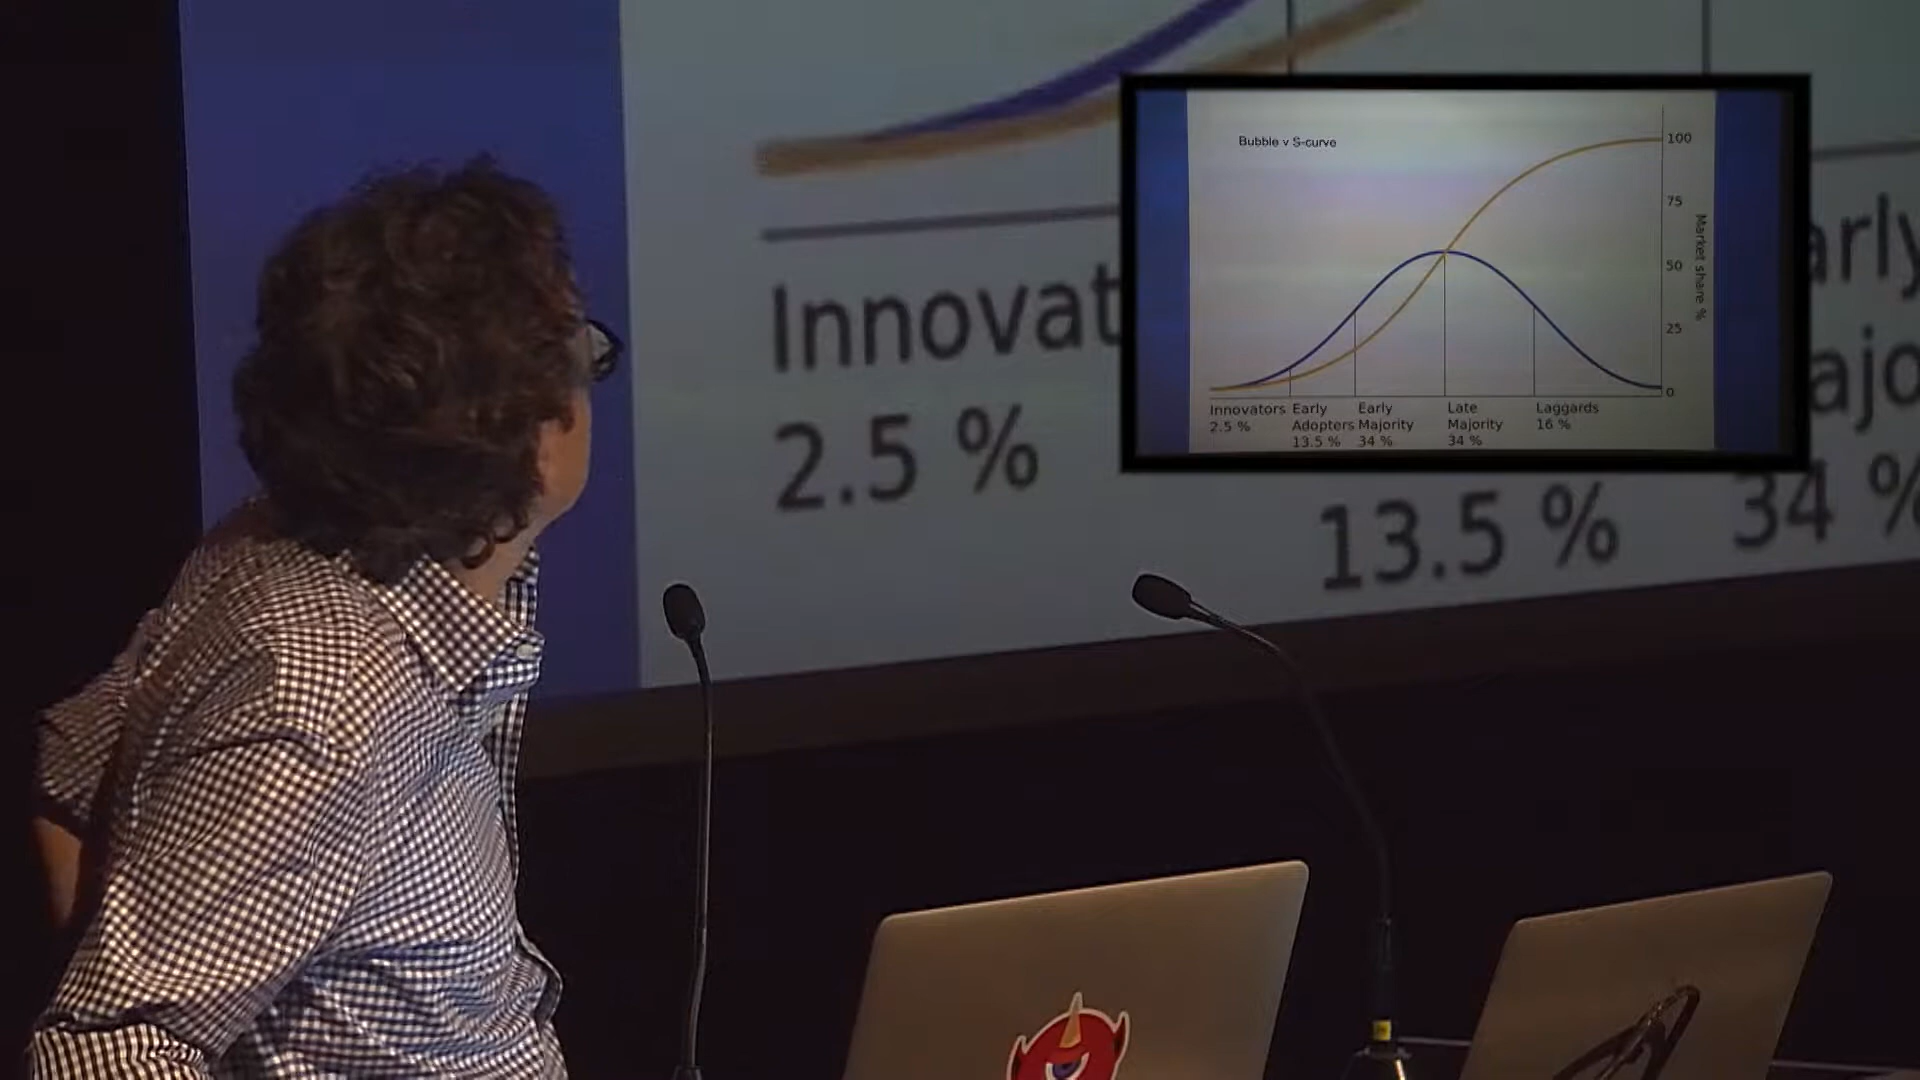 Innovat
2.5 %
13.5 %
arly
ajo
34 %
Bubble v S-curve
100
75
50
25
0
Market share %
Innovators
2.5 %
Early
Adopters
13.5 %
Early
Majority
34 %
Late
Majority
34 %
Laggards
16 %